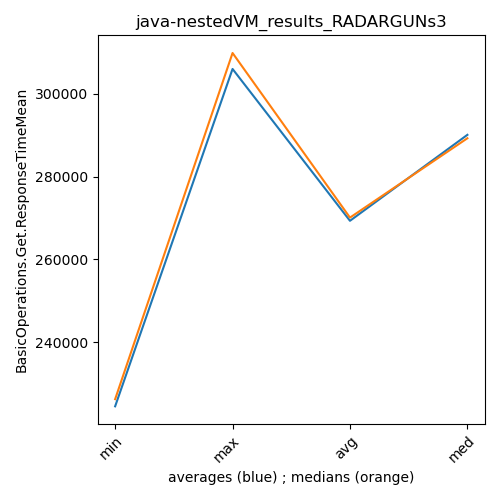 java-nestedVM_results_RADARGUNs3
BasicOperations.Get.ResponseTimeMean
300000
280000
260000
240000
min
max
avg
med
averages (blue) ; medians (orange)